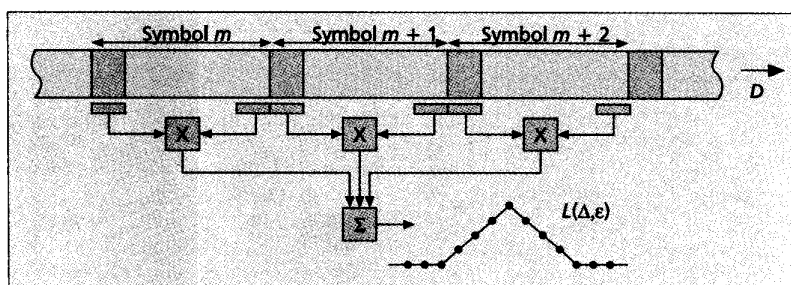 Symbol m Symbol m + 1 Symbol m + 2
D
X X X
Σ
L(Δ,ε)